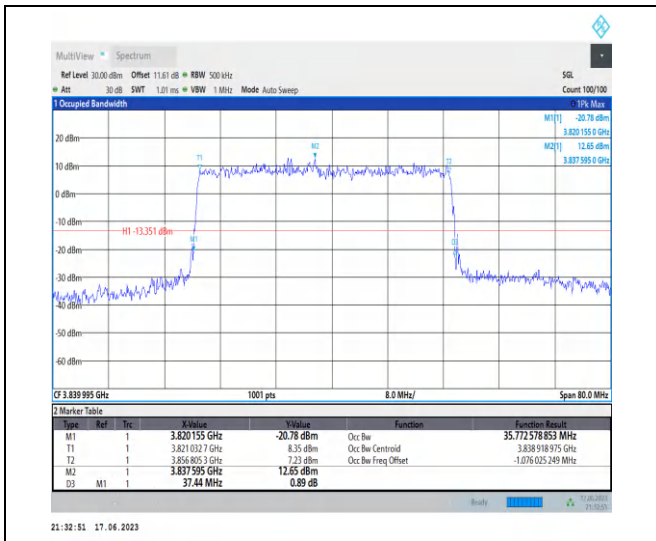 MultiView Spectrum
Ref Level 30.00 dBm Offset 11.61 dB RBW 500 kHz SGL
Att 30 dB SWT 1.01 ms VBW 1 MHz Mode Auto Sweep Count 100/100
1 Occupied Bandwidth 1Pk Max
M1[1] -20.78 dBm
3.820 155 0 GHz
M2[1] 12.65 dBm
3.837 595 0 GHz
20 dBm
M2
T1
T2
10 dBm
0 dBm
-10 dBm
H1 -13.351 dBm
M1
D3
-20 dBm
-30 dBm
-40 dBm
-50 dBm
-60 dBm
CF 3.839 995 GHz 1001 pts 8.0 MHz/ Span 80.0 MHz
2 Marker Table
Type Ref Trc X-Value Y-Value Function Function Result
M1 1 3.820155 GHz -20.78 dBm Occ Bw 35.772 578 853 MHz
T1 1 3.821 032 7 GHz 8.35 dBm Occ Bw Centroid 3.838 918 975 GHz
T2 1 3.856 805 3 GHz 7.23 dBm Occ Bw Freq Offset -1.076 025 249 MHz
M2 1 3.837 595 GHz 12.65 dBm
D3 M1 1 37.44 MHz 0.89 dB
Ready 17.06.2023
21:32:51
21:32:51 17.06.2023